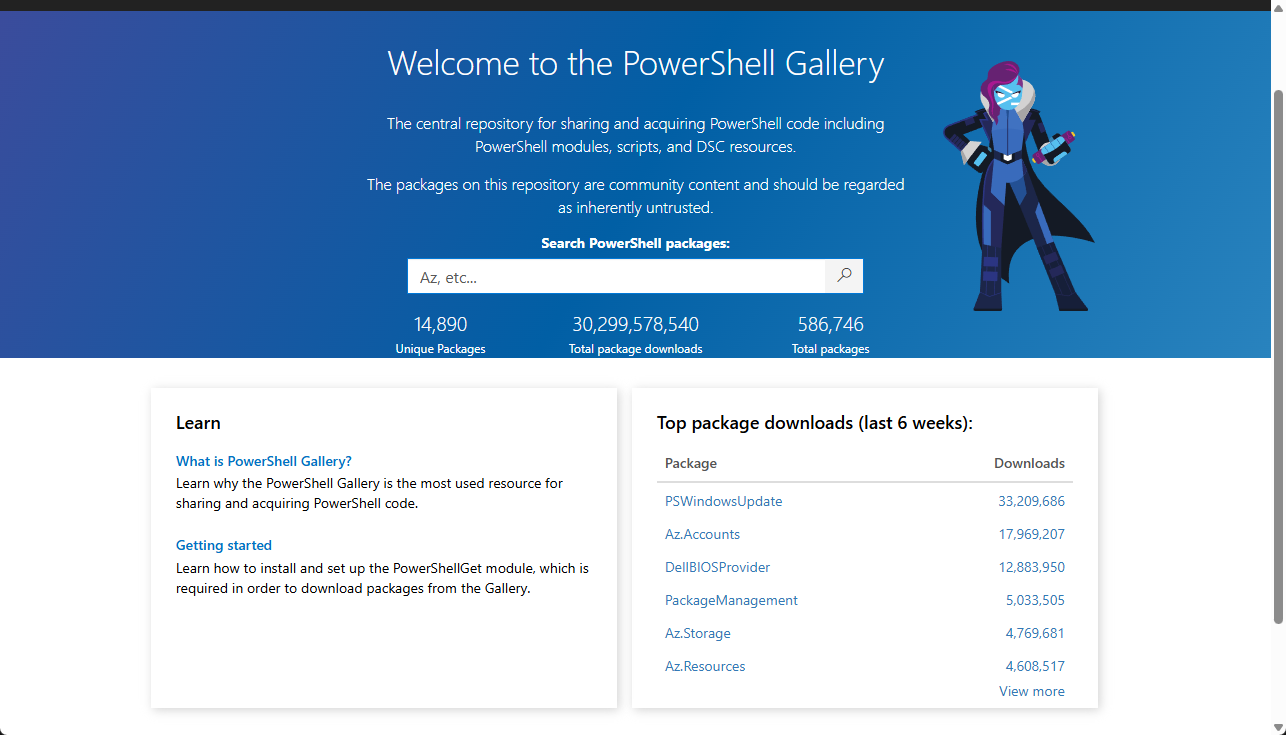 Welcome to the PowerShell Gallery
The central repository for sharing and acquiring PowerShell code including
PowerShell modules, scripts, and DSC resources.
The packages on this repository are community content and should be regarded
as inherently untrusted.
Search PowerShell packages:
Az, etc...
14,890 30,299,578,540 586,746
Unique Packages Total package downloads Total packages
Learn
What is PowerShell Gallery?
Learn why the PowerShell Gallery is the most used resource for
sharing and acquiring PowerShell code.
Getting started
Learn how to install and set up the PowerShellGet module, which is
required in order to download packages from the Gallery.
Top package downloads (last 6 weeks):
Package Downloads
PSWindowsUpdate 33,209,686
Az.Accounts 17,969,207
DellBIOSProvider 12,883,950
PackageManagement 5,033,505
Az.Storage 4,769,681
Az.Resources 4,608,517
View more